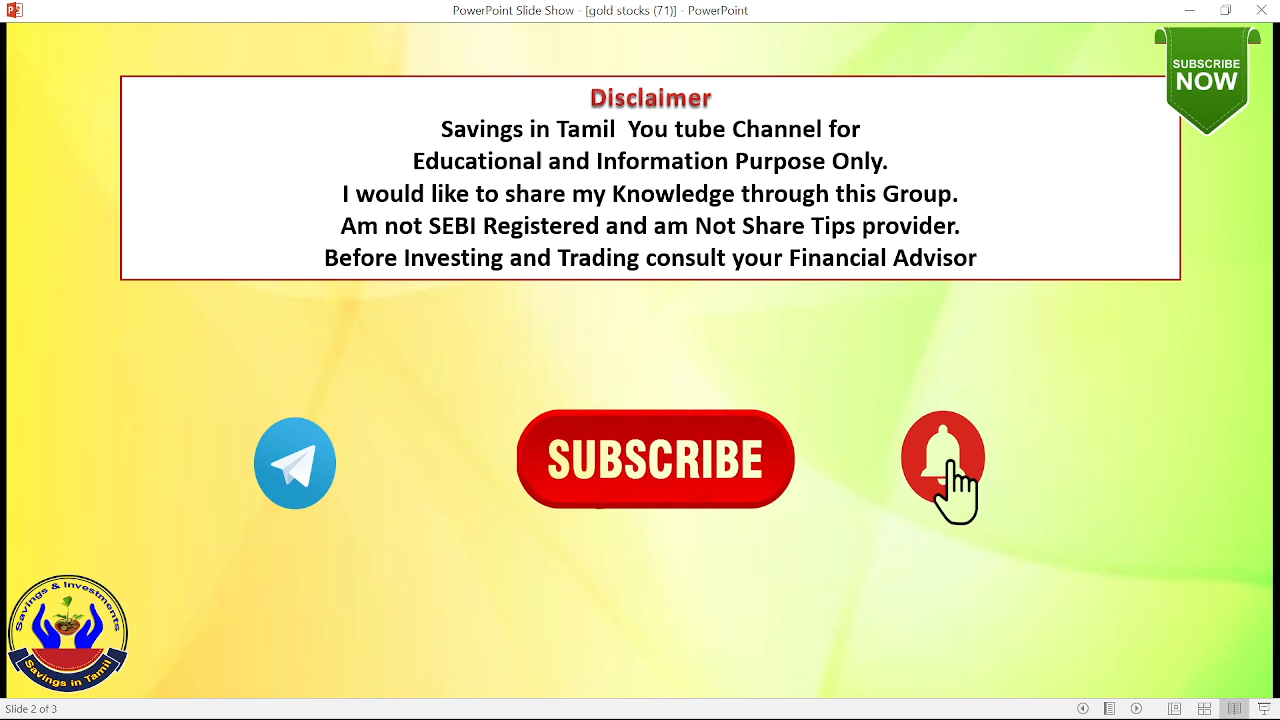 PowerPoint Slide Show - [gold stocks (71)] - PowerPoint
SUBSCRIBE
NOW
Disclaimer
Savings in Tamil You tube Channel for
Educational and Information Purpose Only.
I would like to share my Knowledge through this Group.
Am not SEBI Registered and am Not Share Tips provider.
Before Investing and Trading consult your Financial Advisor
SUBSCRIBE
Savings & Investments
Savings in Tamil
Slide 2 of 3